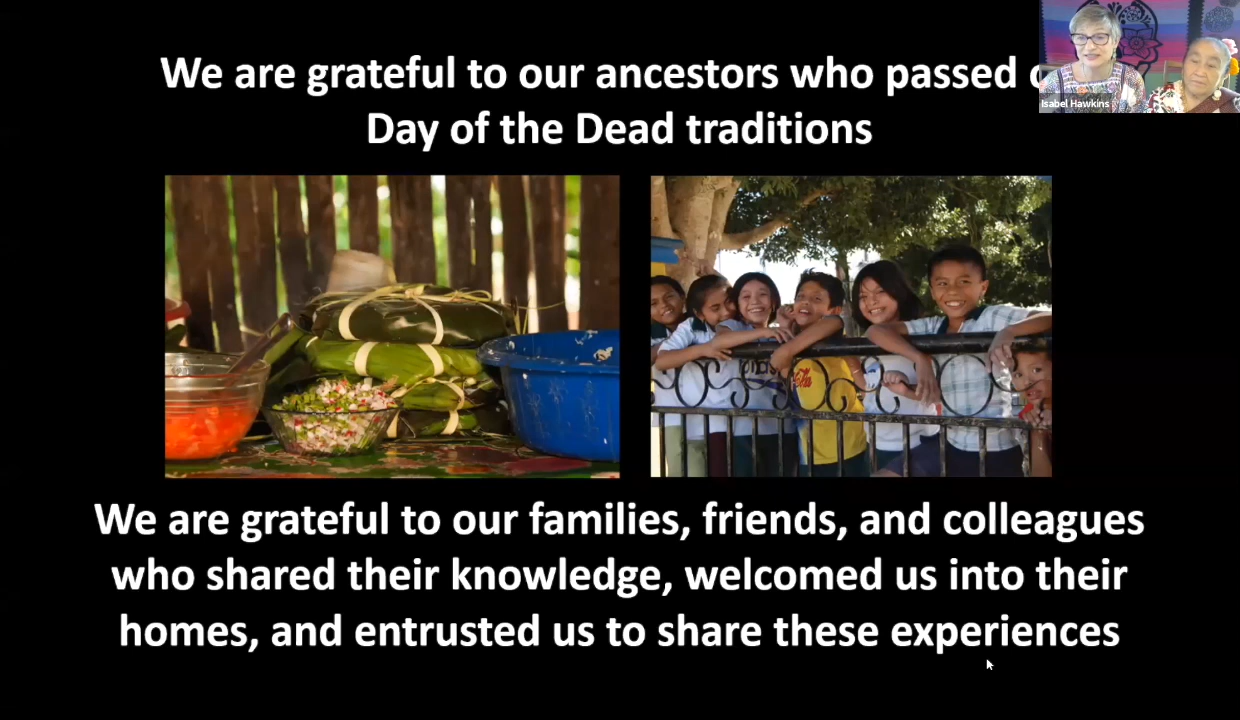 We are grateful to our ancestors who passed
Isabel Hawkins
Day of the Dead traditions
We are grateful to our families, friends, and colleagues
who shared their knowledge, welcomed us into their
homes, and entrusted us to share these experiences